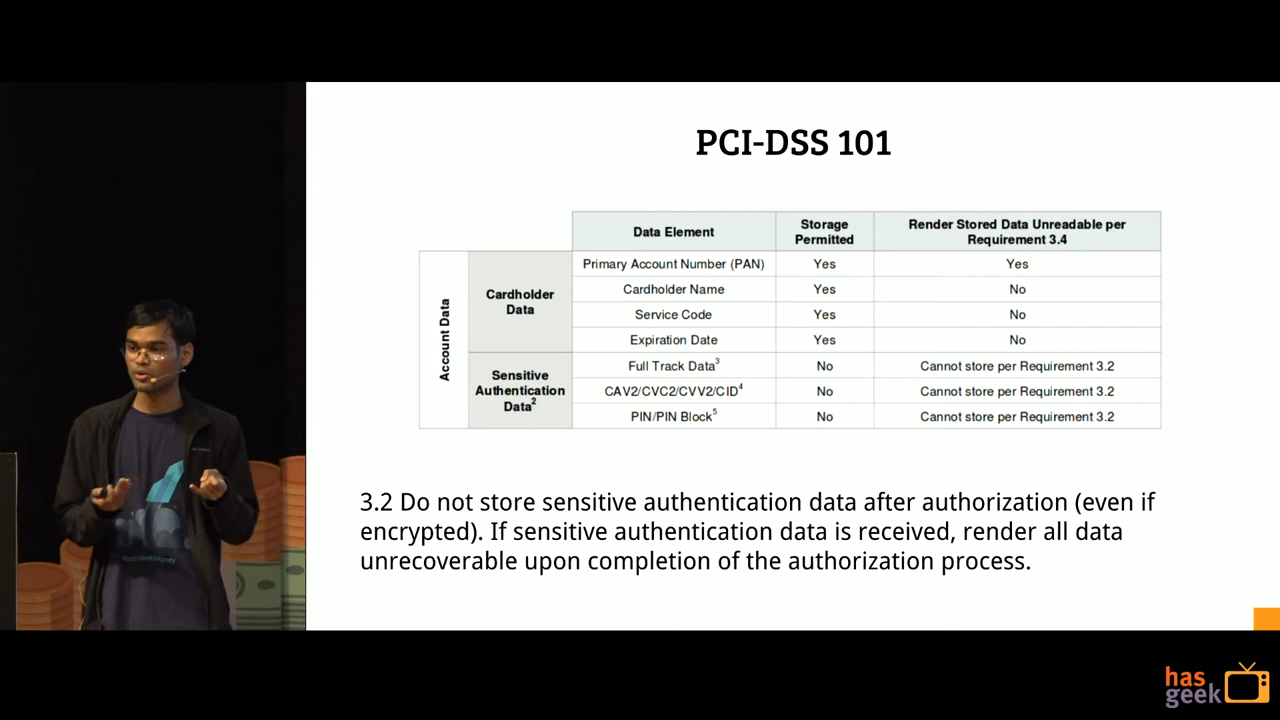 PCI-DSS 101
Data Element Storage Permitted Render Stored Data Unreadable per Requirement 3.4
Account Data
Cardholder Data
Primary Account Number (PAN) Yes Yes
Cardholder Name Yes No
Service Code Yes No
Expiration Date Yes No
Sensitive Authentication Data2
Full Track Data3 No Cannot store per Requirement 3.2
CAV2/CVC2/CVV2/CID4 No Cannot store per Requirement 3.2
PIN/PIN Block5 No Cannot store per Requirement 3.2
3.2 Do not store sensitive authentication data after authorization (even if
encrypted). If sensitive authentication data is received, render all data
unrecoverable upon completion of the authorization process.
has
geek